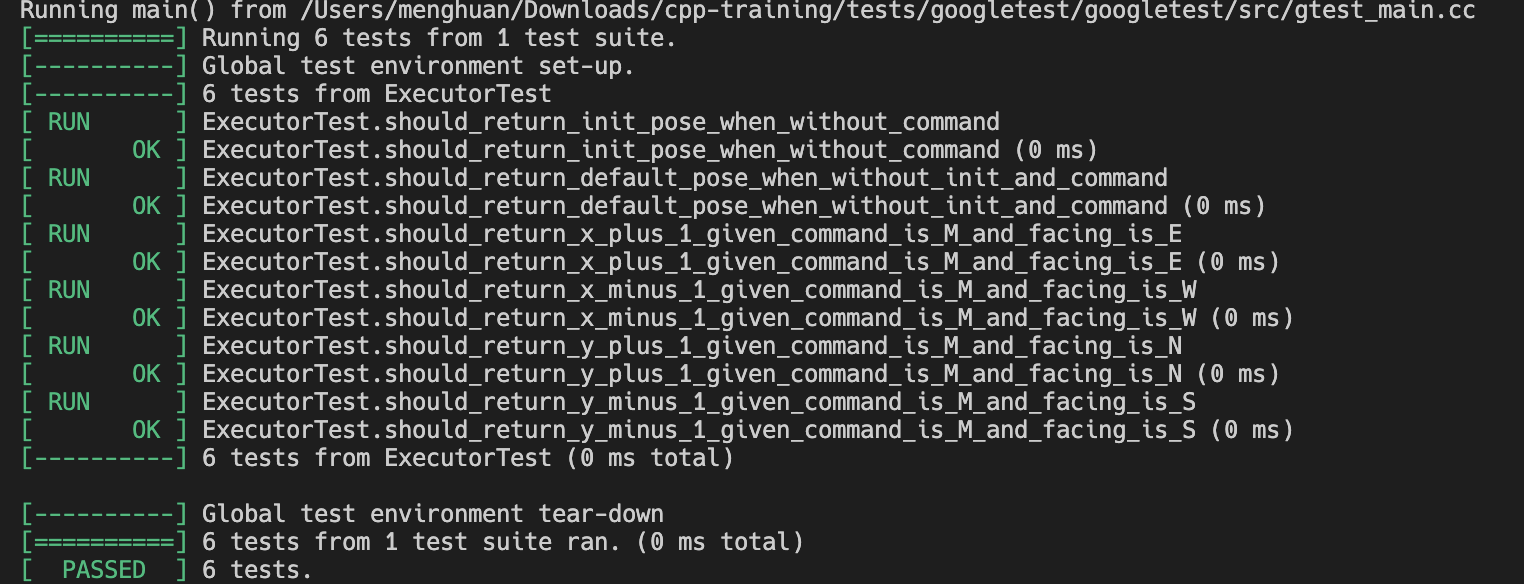 Running main() from /Users/menghuan/Downloads/cpp-training/tests/googletest/googletest/src/gtest_main.cc
[==========] Running 6 tests from 1 test suite.
[----------] Global test environment set-up.
[----------] 6 tests from ExecutorTest
[ RUN      ] ExecutorTest.should_return_init_pose_when_without_command
[       OK ] ExecutorTest.should_return_init_pose_when_without_command (0 ms)
[ RUN      ] ExecutorTest.should_return_default_pose_when_without_init_and_command
[       OK ] ExecutorTest.should_return_default_pose_when_without_init_and_command (0 ms)
[ RUN      ] ExecutorTest.should_return_x_plus_1_given_command_is_M_and_facing_is_E
[       OK ] ExecutorTest.should_return_x_plus_1_given_command_is_M_and_facing_is_E (0 ms)
[ RUN      ] ExecutorTest.should_return_x_minus_1_given_command_is_M_and_facing_is_W
[       OK ] ExecutorTest.should_return_x_minus_1_given_command_is_M_and_facing_is_W (0 ms)
[ RUN      ] ExecutorTest.should_return_y_plus_1_given_command_is_M_and_facing_is_N
[       OK ] ExecutorTest.should_return_y_plus_1_given_command_is_M_and_facing_is_N (0 ms)
[ RUN      ] ExecutorTest.should_return_y_minus_1_given_command_is_M_and_facing_is_S
[       OK ] ExecutorTest.should_return_y_minus_1_given_command_is_M_and_facing_is_S (0 ms)
[----------] 6 tests from ExecutorTest (0 ms total)

[----------] Global test environment tear-down
[==========] 6 tests from 1 test suite ran. (0 ms total)
[  PASSED  ] 6 tests.